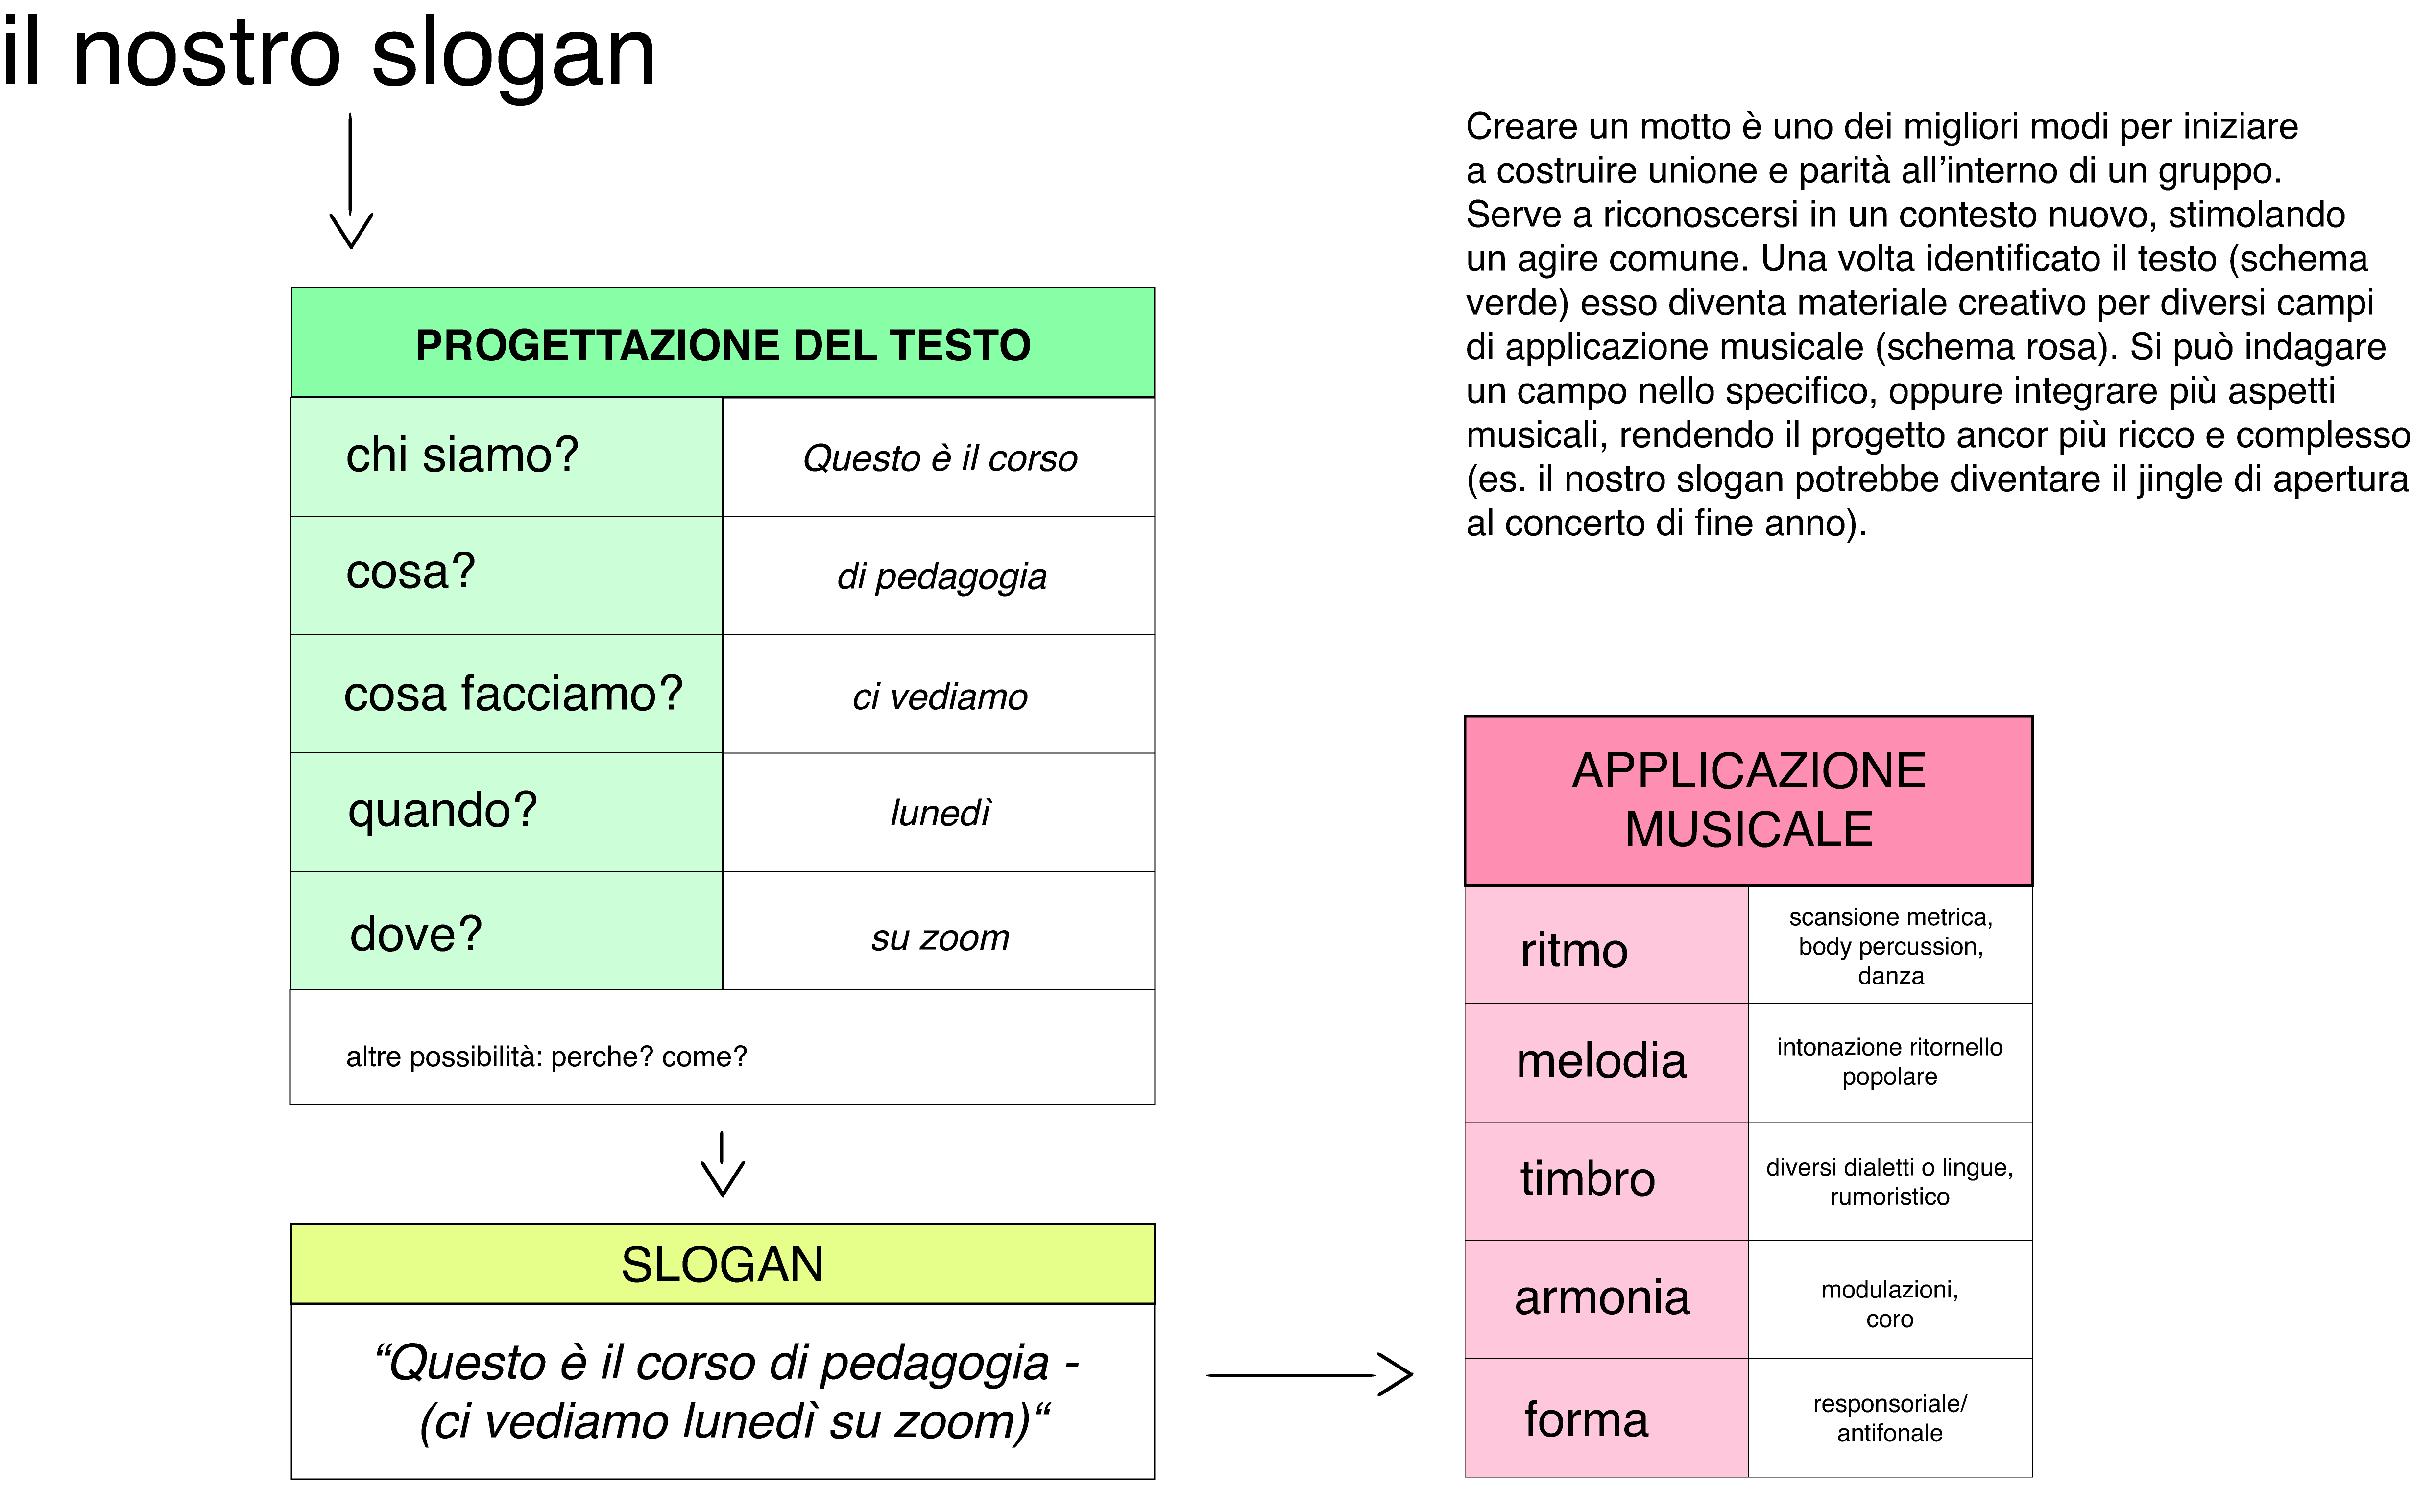 il nostro slogan
Creare un motto è uno dei migliori modi per iniziare
a costruire unione e parità all’interno di un gruppo.
Serve a riconoscersi in un contesto nuovo, stimolando
un agire comune. Una volta identificato il testo (schema
verde) esso diventa materiale creativo per diversi campi
di applicazione musicale (schema rosa). Si può indagare
un campo nello specifico, oppure integrare più aspetti
musicali, rendendo il progetto ancor più ricco e complesso
(es. il nostro slogan potrebbe diventare il jingle di apertura
al concerto di fine anno).
PROGETTAZIONE DEL TESTO
chi siamo? Questo è il corso
cosa? di pedagogia
cosa facciamo? ci vediamo
quando? lunedì
dove? su zoom
altre possibilità: perche? come?
SLOGAN
“Questo è il corso di pedagogia -
(ci vediamo lunedì su zoom)“
APPLICAZIONE
MUSICALE
ritmo
scansione metrica,
body percussion,
danza
melodia
intonazione ritornello
popolare
timbro
diversi dialetti o lingue,
rumoristico
armonia
modulazioni,
coro
forma
responsoriale/
antifonale